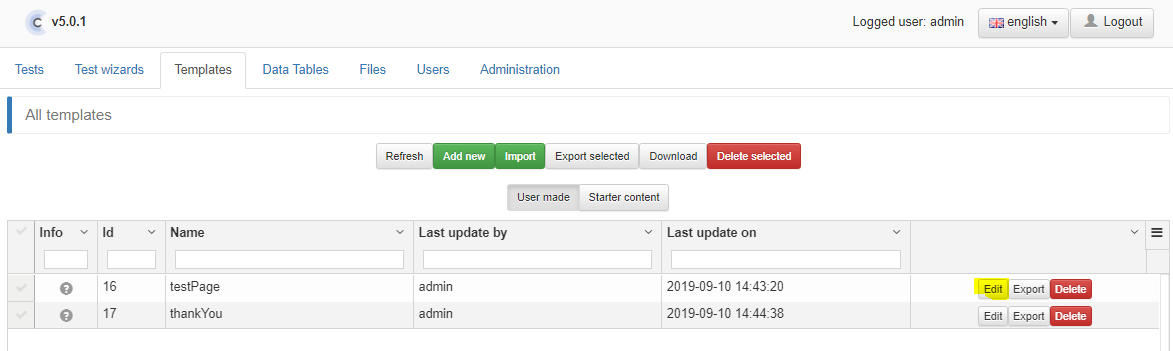 C v5.0.1 Logged user: admin english Logout
Tests Test wizards Templates Data Tables Files Users Administration
All templates
Refresh Add new Import Export selected Download Delete selected
User made Starter content
Info Id Name Last update by Last update on
? 16 testPage admin 2019-09-10 14:43:20 Edit Export Delete
? 17 thankYou admin 2019-09-10 14:44:38 Edit Export Delete